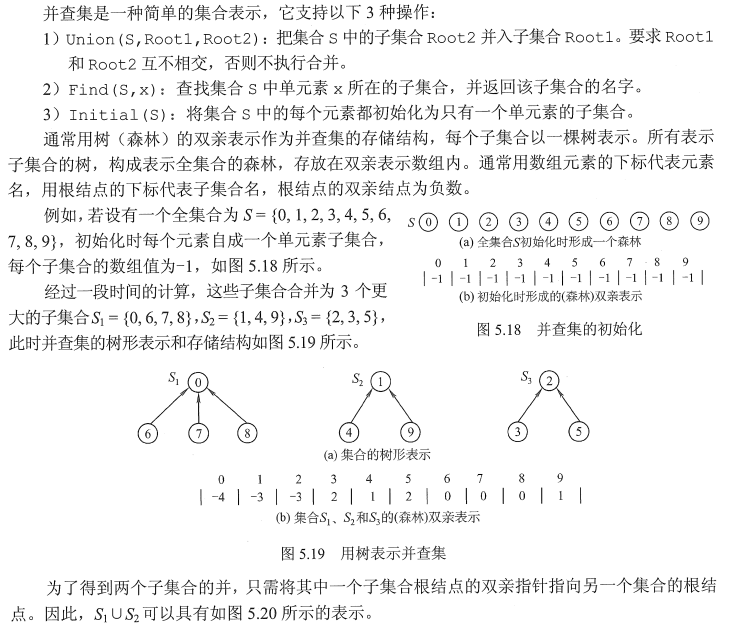 并查集是一种简单的集合表示，它支持以下 3 种操作：
1）Union(S,Root1,Root2)：把集合 S 中的子集合 Root2 并入子集合 Root1。要求 Root1
和 Root2 互不相交，否则不执行合并。
2）Find(S,x)：查找集合 S 中单元素 x 所在的子集合，并返回该子集合的名字。
3）Initial(S)：将集合 S 中的每个元素都初始化为只有一个单元素的子集合。
通常用树（森林）的双亲表示作为并查集的存储结构，每个子集合以一棵树表示。所有表示
子集合的树，构成表示全集合的森林，存放在双亲表示数组内。通常用数组元素的下标代表元素
名，用根结点的下标代表子集合名，根结点的双亲结点为负数。
例如，若设有一个全集合为 S = {0, 1, 2, 3, 4, 5, 6,
7, 8, 9}，初始化时每个元素自成一个单元素子集合，
每个子集合的数组值为−1，如图 5.18 所示。
经过一段时间的计算，这些子集合合并为 3 个更
大的子集合S₁ = {0, 6, 7, 8}，S₂ = {1, 4, 9}，S₃ = {2, 3, 5}，
此时并查集的树形表示和存储结构如图 5.19 所示。
S 0 1 2 3 4 5 6 7 8 9
(a) 全集合S初始化时形成一个森林
0 1 2 3 4 5 6 7 8 9
−1 −1 −1 −1 −1 −1 −1 −1 −1 −1
(b) 初始化时形成的(森林)双亲表示
图 5.18 并查集的初始化
S₁ 0 S₂ 1 S₃ 2
6 7 8 4 9 3 5
(a) 集合的树形表示
0 1 2 3 4 5 6 7 8 9
−4 −3 −3 2 1 2 0 0 0 1
(b) 集合S₁、S₂和S₃的(森林)双亲表示
图 5.19 用树表示并查集
为了得到两个子集合的并，只需将其中一个子集合根结点的双亲指针指向另一个集合的根结
点。因此，S₁∪S₂可以具有如图 5.20 所示的表示。